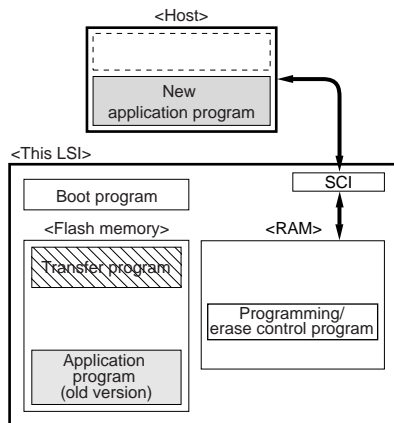 <Host>
New
application program
<This LSI>
SCI
Boot program
<Flash memory>
<RAM>
Transfer program
Programming/
erase control program
Application
program
(old version)